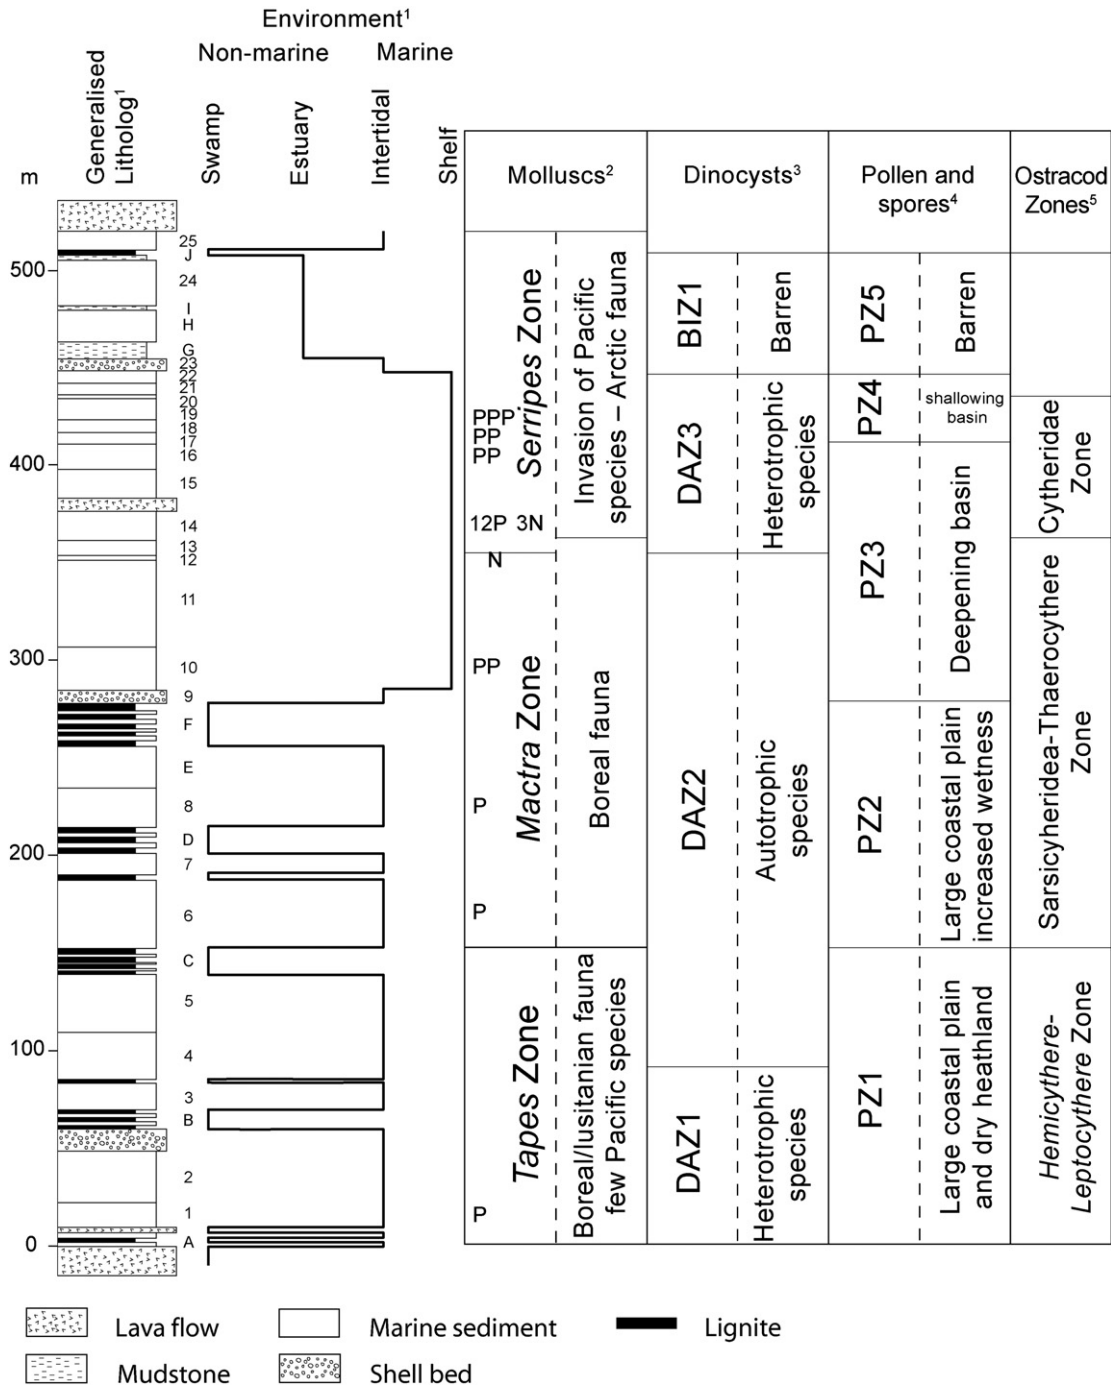 Environment¹
Non-marine Marine
Generalised
Litholog¹
Swamp
Estuary
Intertidal
Shelf
m
Molluscs²
Dinocysts³
Pollen and
spores⁴
Ostracod
Zones⁵
500
400
300
200
100
0
25
J
24
I
H
G
23
22
21
20
19
18
17
16
15
14
13
12
11
10
9
F
E
8
D
7
6
C
5
4
3
B
2
1
A
PPP
PP
PP
12P 3N
N
PP
P
P
P
Serripes Zone
Mactra Zone
Tapes Zone
Invasion of Pacific
species – Arctic fauna
Boreal fauna
Boreal/lusitanian fauna
few Pacific species
BIZ1
DAZ3
DAZ2
DAZ1
Barren
Heterotrophic
species
Autotrophic
species
Heterotrophic
species
PZ5
PZ4
PZ3
PZ2
PZ1
Barren
shallowing
basin
Deepening basin
Large coastal plain
increased wetness
Large coastal plain
and dry heathland
Cytheridae
Zone
Sarsicyheridea-Thaerocythere
Zone
Hemicythere-
Leptocythere Zone
Lava flow
Marine sediment
Lignite
Mudstone
Shell bed